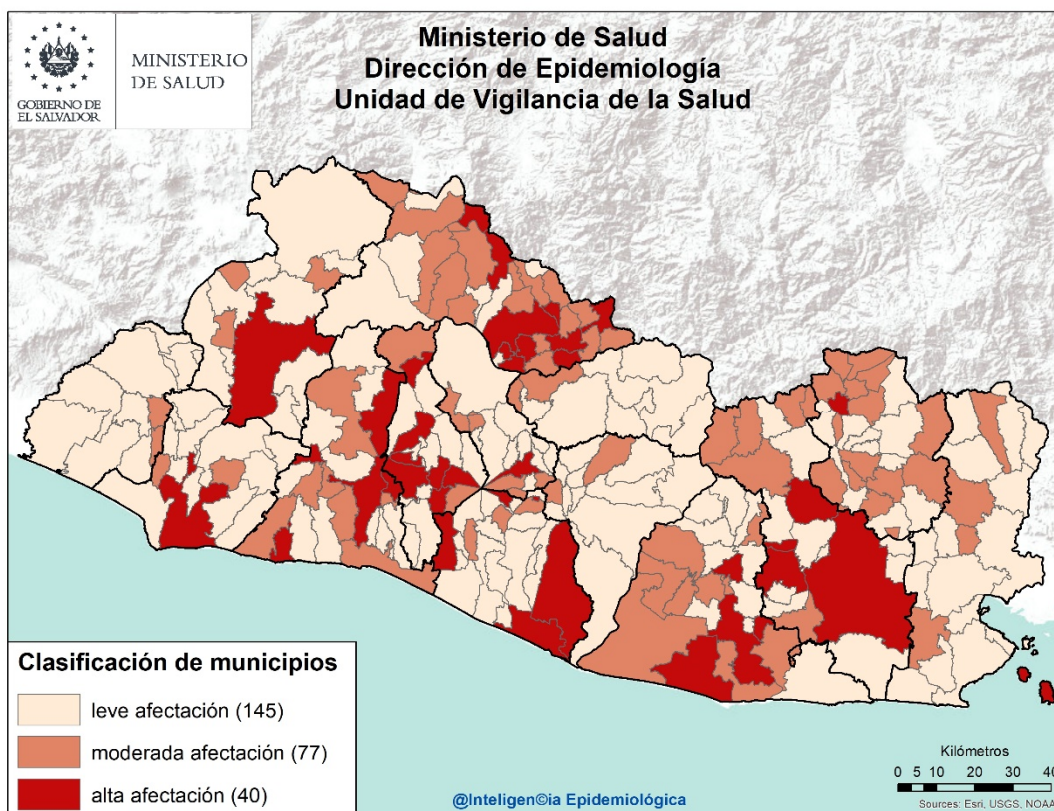 GOBIERNO DE
EL SALVADOR
MINISTERIO
DE SALUD
Ministerio de Salud
Dirección de Epidemiología
Unidad de Vigilancia de la Salud
Clasificación de municipios
leve afectación (145)
moderada afectación (77)
alta afectación (40)
@Inteligen©ia Epidemiológica
Kilómetros
0 5 10 20 30 40
Sources: Esri, USGS, NOAA